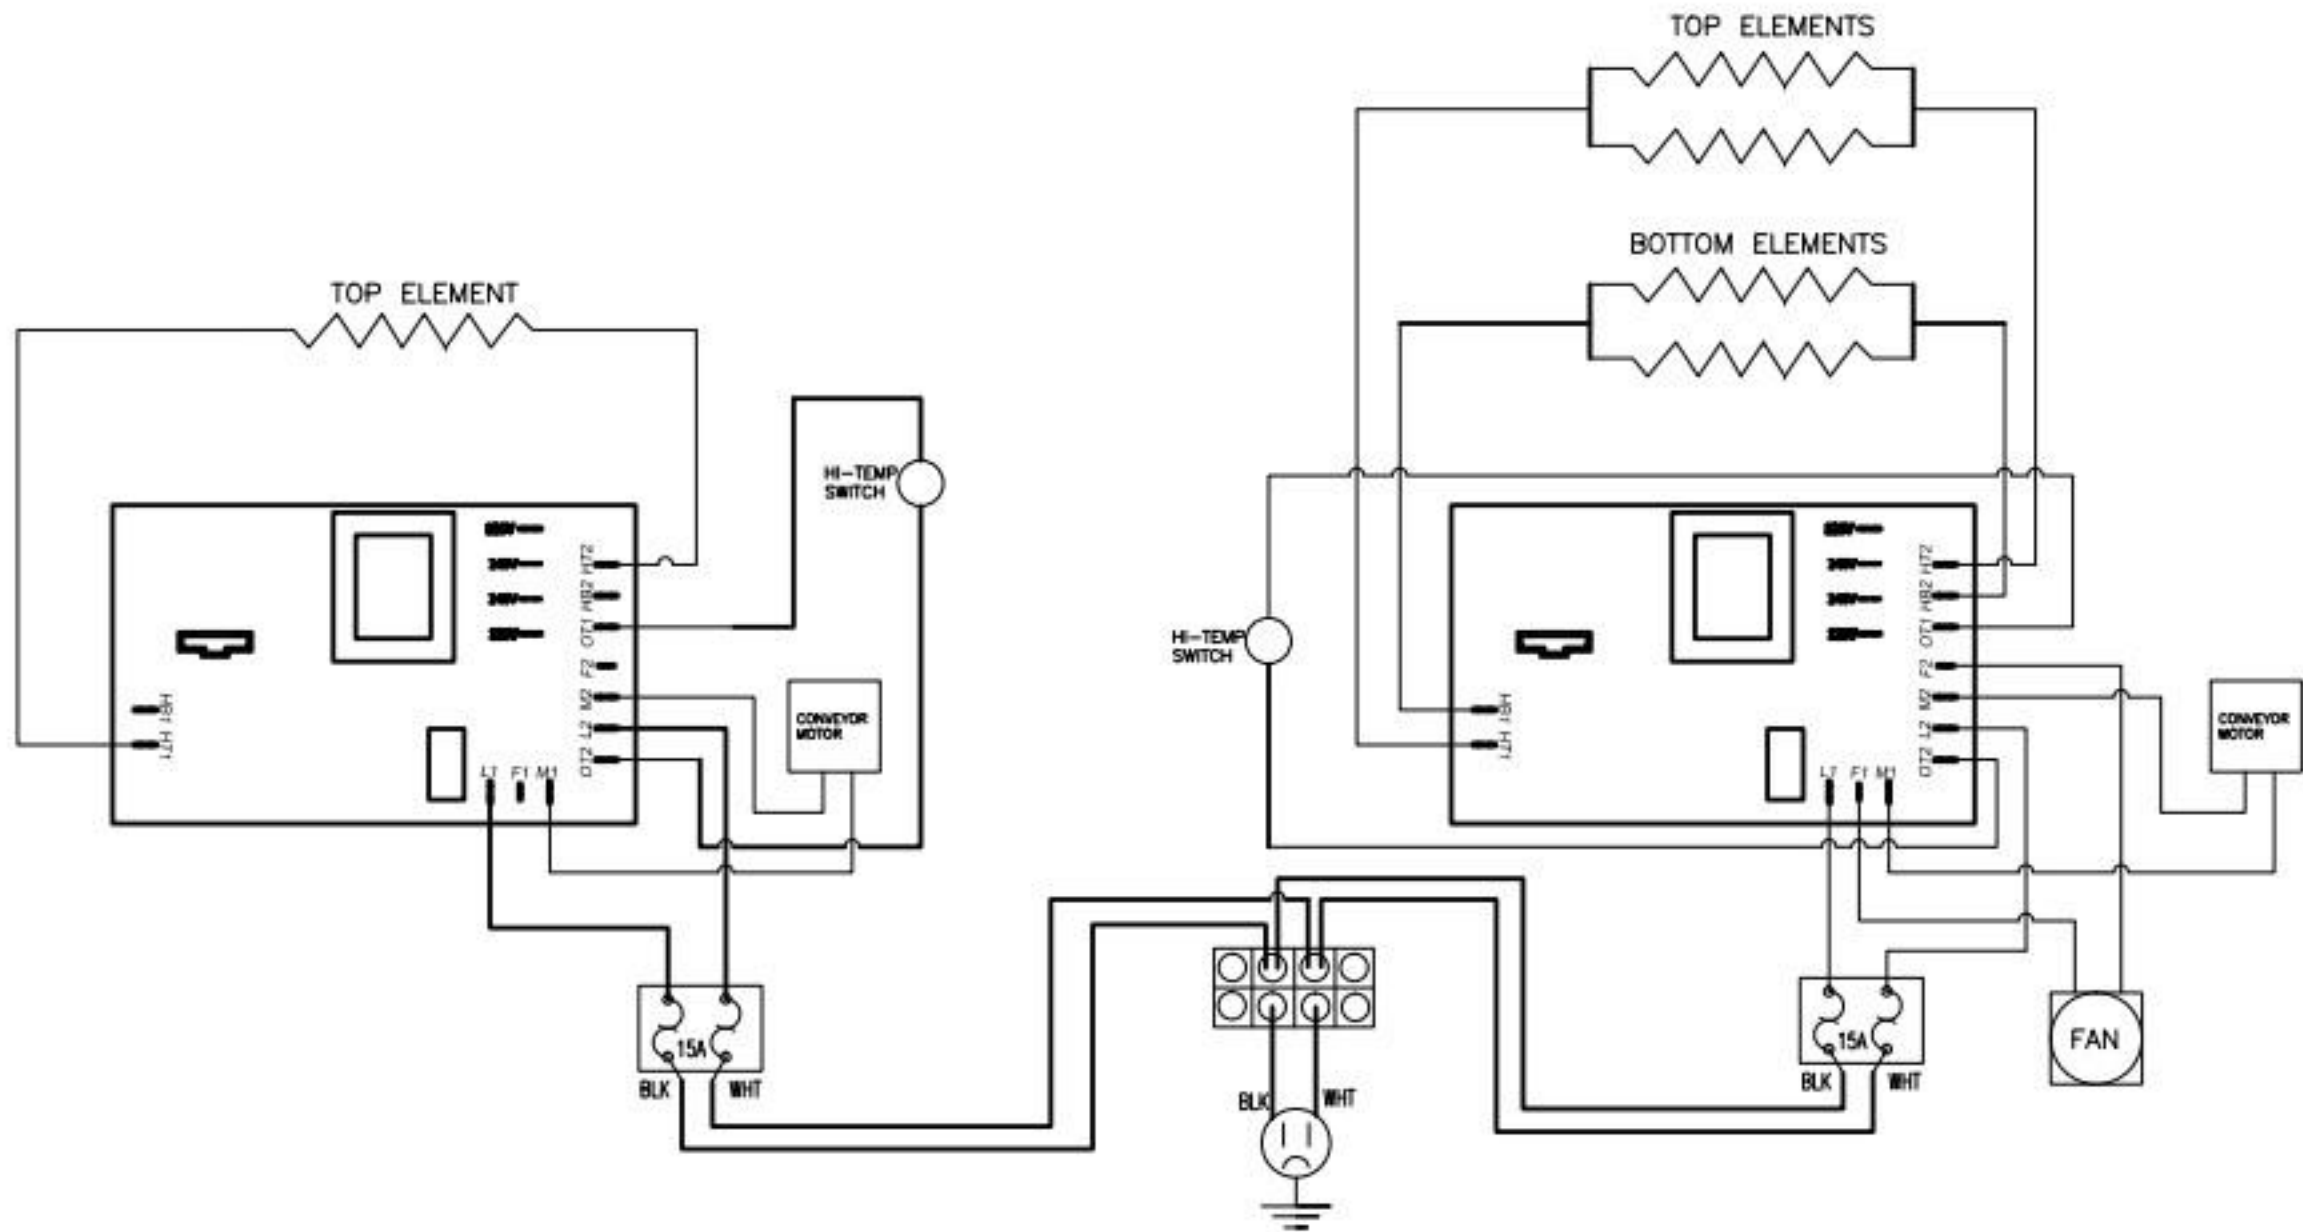 TOP ELEMENTS
BOTTOM ELEMENTS
TOP ELEMENT
HI-TEMP
SWITCH
HT2
HB2
OT1
F2
M2
L2
OT2
HB1
HT1
L1 F1 M1
CONVEYOR
MOTOR
15A
BLK WHT
HI-TEMP
SWITCH
HT2
HB2
OT1
F2
M2
L2
OT2
HB1
HT1
L1 F1 M1
CONVEYOR
MOTOR
FAN
15A
BLK WHT
BLK WHT